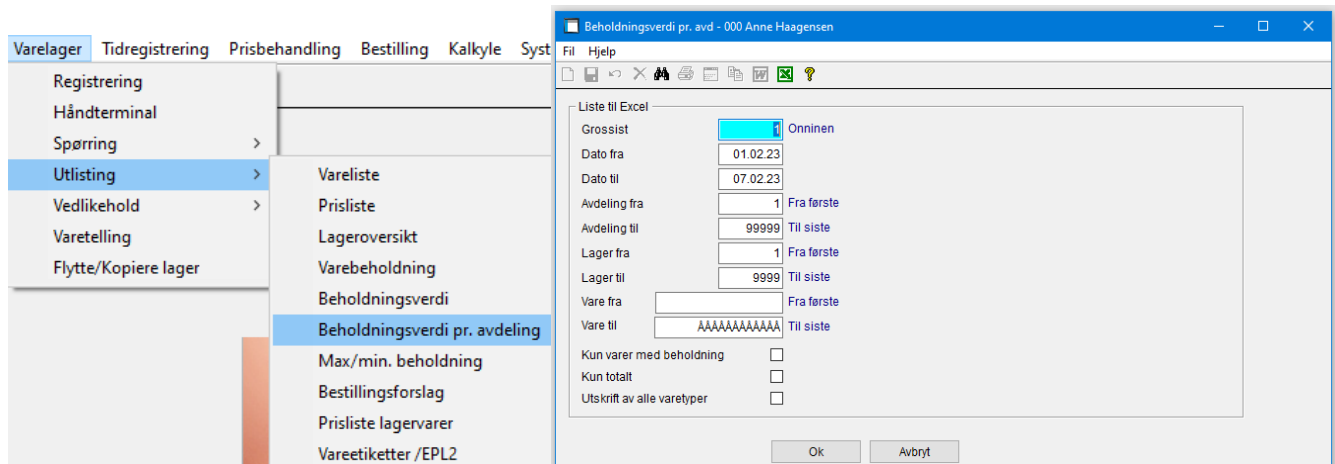 Varelager Tidregistrering Prisbehandling Bestilling Kalkyle Syst
Registrering
Håndterminal
Spørring
Utlisting
Vedlikehold
Varetelling
Flytte/Kopiere lager
Vareliste
Prisliste
Lageroversikt
Varebeholdning
Beholdningsverdi
Beholdningsverdi pr. avdeling
Max/min. beholdning
Bestillingsforslag
Prisliste lagervarer
Vareetiketter /EPL2
Beholdningsverdi pr. avd - 000 Anne Haagensen
Fil Hjelp
Liste til Excel
Grossist 1 Onninen
Dato fra 01.02.23
Dato til 07.02.23
Avdeling fra 1 Fra første
Avdeling til 99999 Til siste
Lager fra 1 Fra første
Lager til 9999 Til siste
Vare fra Fra første
Vare til ÅÅÅÅÅÅÅÅÅÅÅÅ Til siste
Kun varer med beholdning
Kun totalt
Utskrift av alle varetyper
Ok Avbryt